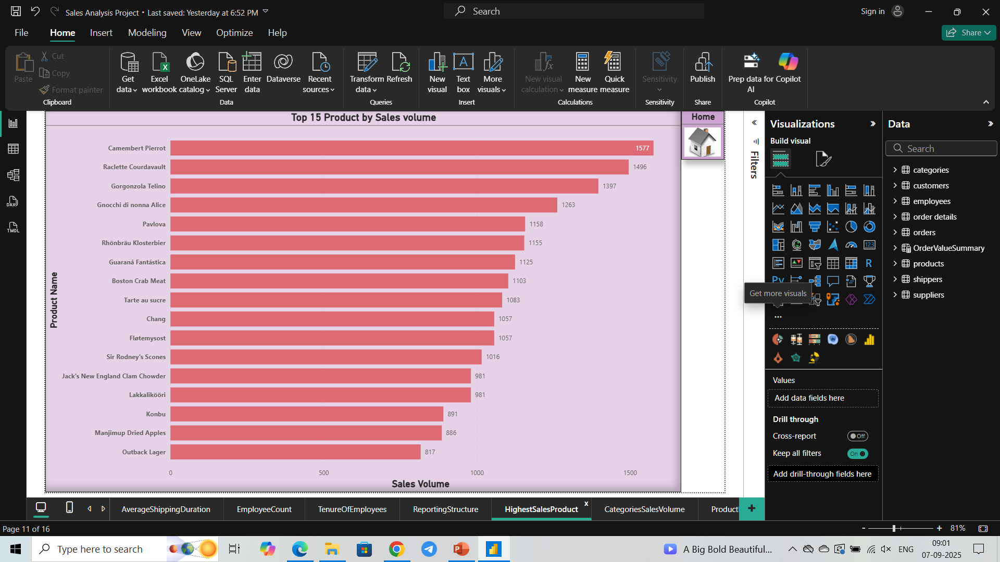 Sales Analysis Project • Last saved: Yesterday at 6:52 PM
Search
Sign in
File
Home
Insert
Modeling
View
Optimize
Help
Share
Paste
Cut
Copy
Format painter
Clipboard
Get data
Excel workbook
OneLake catalog
SQL Server
Enter data
Dataverse
Recent sources
Data
Transform data
Refresh
Queries
New visual
Text box
More visuals
Insert
New visual calculation
New measure
Quick measure
Calculations
Sensitivity
Sensitivity
Publish
Share
Prep data for AI
Copilot
Copilot
DAX
TMDL
Top 15 Product by Sales volume
Home
Product Name
Camembert Pierrot 1577
Raclette Courdavault 1496
Gorgonzola Telino 1397
Gnocchi di nonna Alice 1263
Pavlova 1158
Rhönbräu Klosterbier 1155
Guaraná Fantástica 1125
Boston Crab Meat 1103
Tarte au sucre 1083
Chang 1057
Fløtemysost 1057
Sir Rodney's Scones 1016
Jack's New England Clam Chowder 981
Lakkalikööri 981
Konbu 891
Manjimup Dried Apples 886
Outback Lager 817
0 500 1000 1500
Sales Volume
Filters
Visualizations
Build visual
123
R
Py
Get more visuals
...
Values
Add data fields here
Drill through
Cross-report
Off
Keep all filters
On
Add drill-through fields here
Data
Search
categories
customers
employees
order details
orders
OrderValueSummary
products
shippers
suppliers
AverageShippingDuration
EmployeeCount
TenureOfEmployees
ReportingStructure
HighestSalesProduct
x
CategoriesSalesVolume
+
Page 11 of 16
- + 81%
Type here to search
A Big Bold Beautiful...
ENG
09:01
07-09-2025